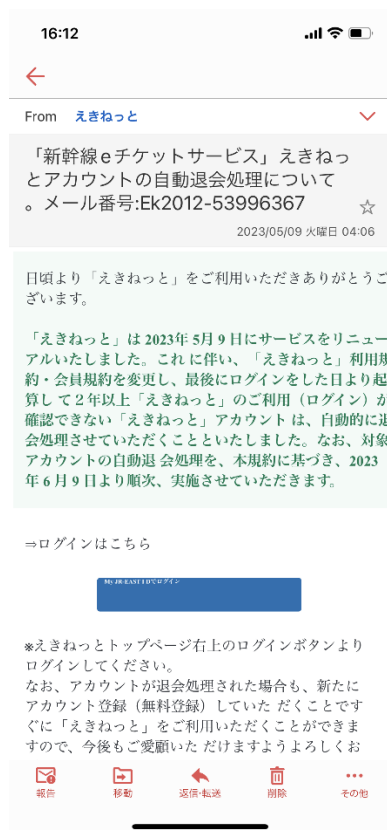 16:12
From えきねっと
「新幹線eチケットサービス」えきねっ
とアカウントの自動退会処理について
。メール番号:Ek2012-53996367
2023/05/09 火曜日 04:06
日頃より「えきねっと」をご利用いただきありがとうご
ざいます。
「えきねっと」は 2023年 5月 9 日にサービスをリニュー
アルいたしました。これ に伴い、「えきねっと」利用規
約・会員規約を変更し、最後にログインをした日より起
算し て２年以上「えきねっと」のご利用（ログイン）が
確認できない「えきねっと」アカウント は、自動的に退
会処理させていただくことといたしました。なお、対象
アカウントの自動退 会処理を、本規約に基づき、2023
年 6 月 9 日より順次、実施させていただきます。
⇒ログインはこちら
My JR-EAST I Dでログイン
※えきねっとトップページ右上のログインボタンより
ログインしてください。
なお、アカウントが退会処理された場合も、新たに
アカウント登録（無料登録）していた だくことです
ぐに「えきねっと」をご利用いただくことができま
すので、今後もご愛顧いた だけますようよろしくお
報告 移動 返信・転送 削除 その他